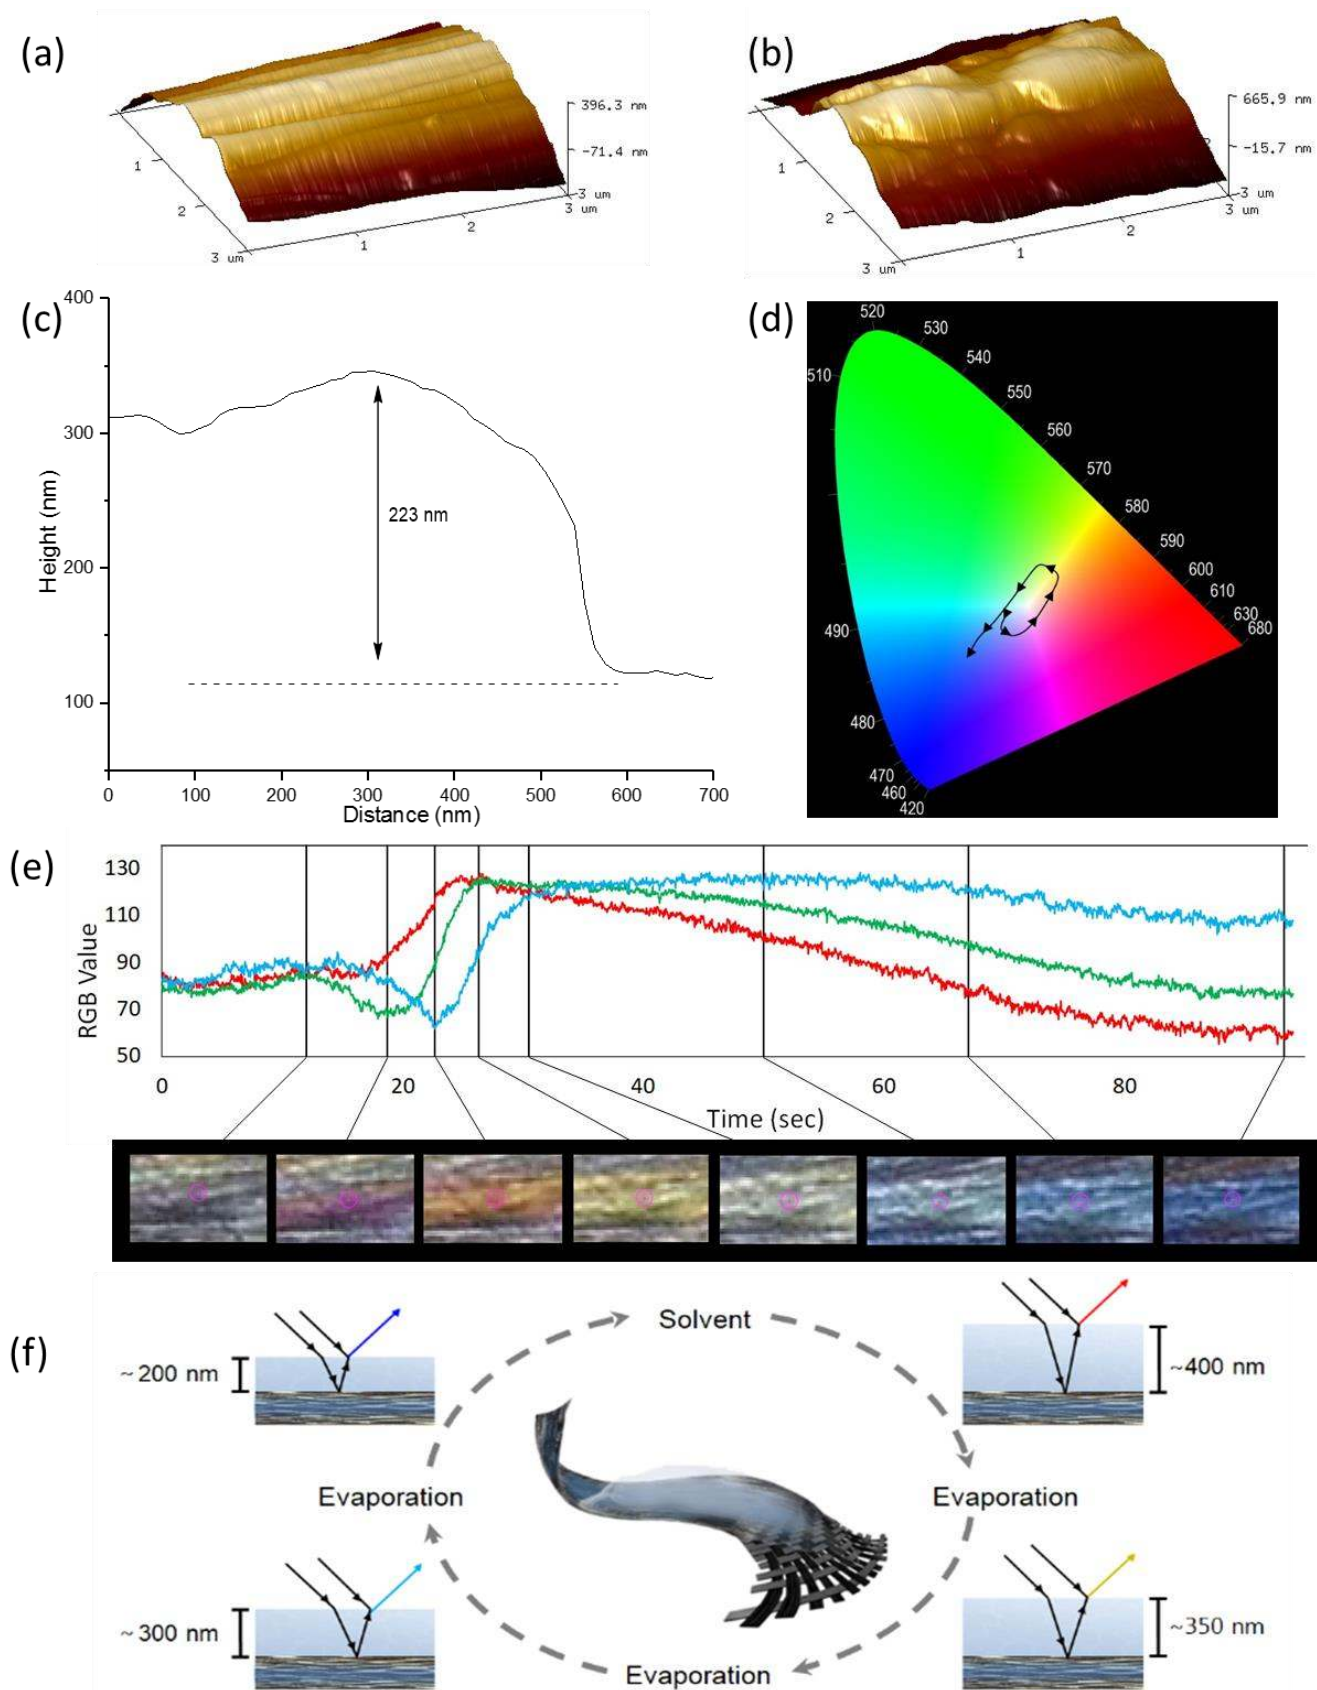 (a)
396.3 nm
-71.4 nm
3 um
3 um
1
2
3 um
1
2
(b)
665.9 nm
-15.7 nm
3 um
3
1
2
3 um
1
2
(c)
400
300
200
100
Height (nm)
223 nm
0 100 200 300 400 500 600 700
Distance (nm)
(d)
520
530
540
510
550
560
570
580
590
600
610
630
680
490
480
470
460
420
(e)
130
110
90
70
50
RGB Value
0 20 40 60 80
Time (sec)
(f)
Solvent
~200 nm
~400 nm
Evaporation
Evaporation
~300 nm
~350 nm
Evaporation